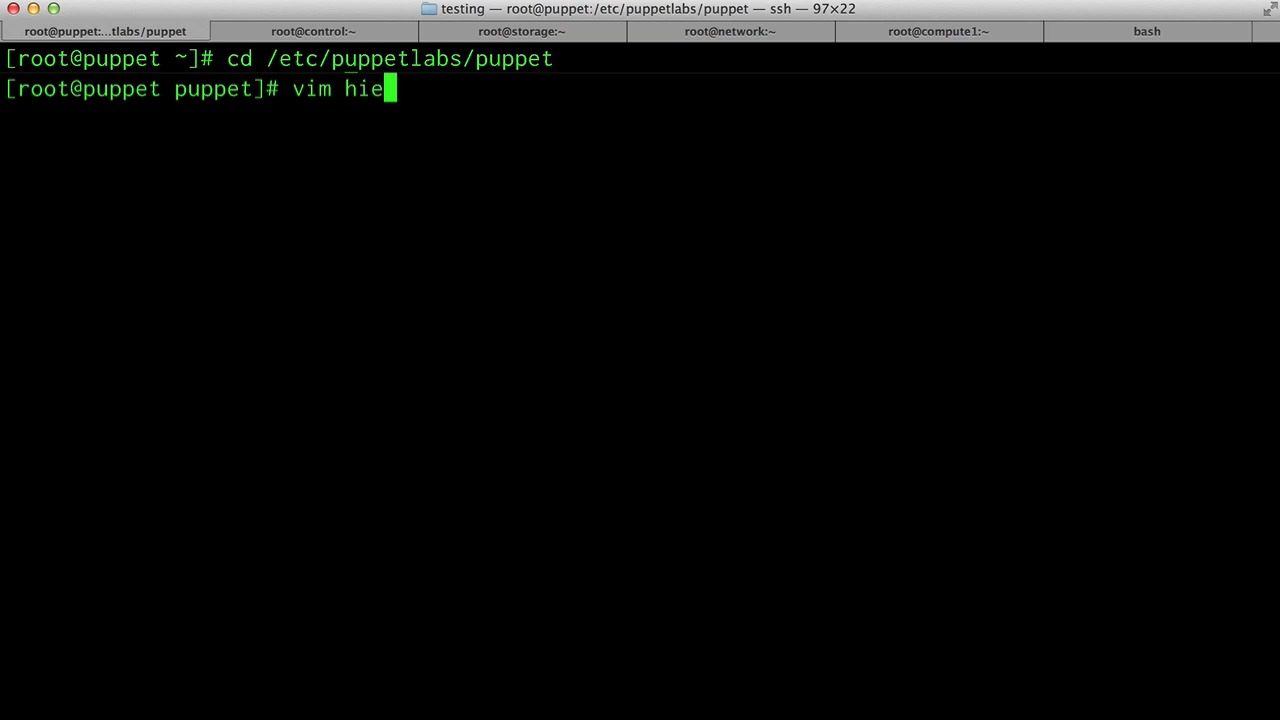 testing — root@puppet:/etc/puppetlabs/puppet — ssh — 97×22
root@puppet:...tlabs/puppet root@control:~ root@storage:~ root@network:~ root@compute1:~ bash
[root@puppet ~]# cd /etc/puppetlabs/puppet
[root@puppet puppet]# vim hie